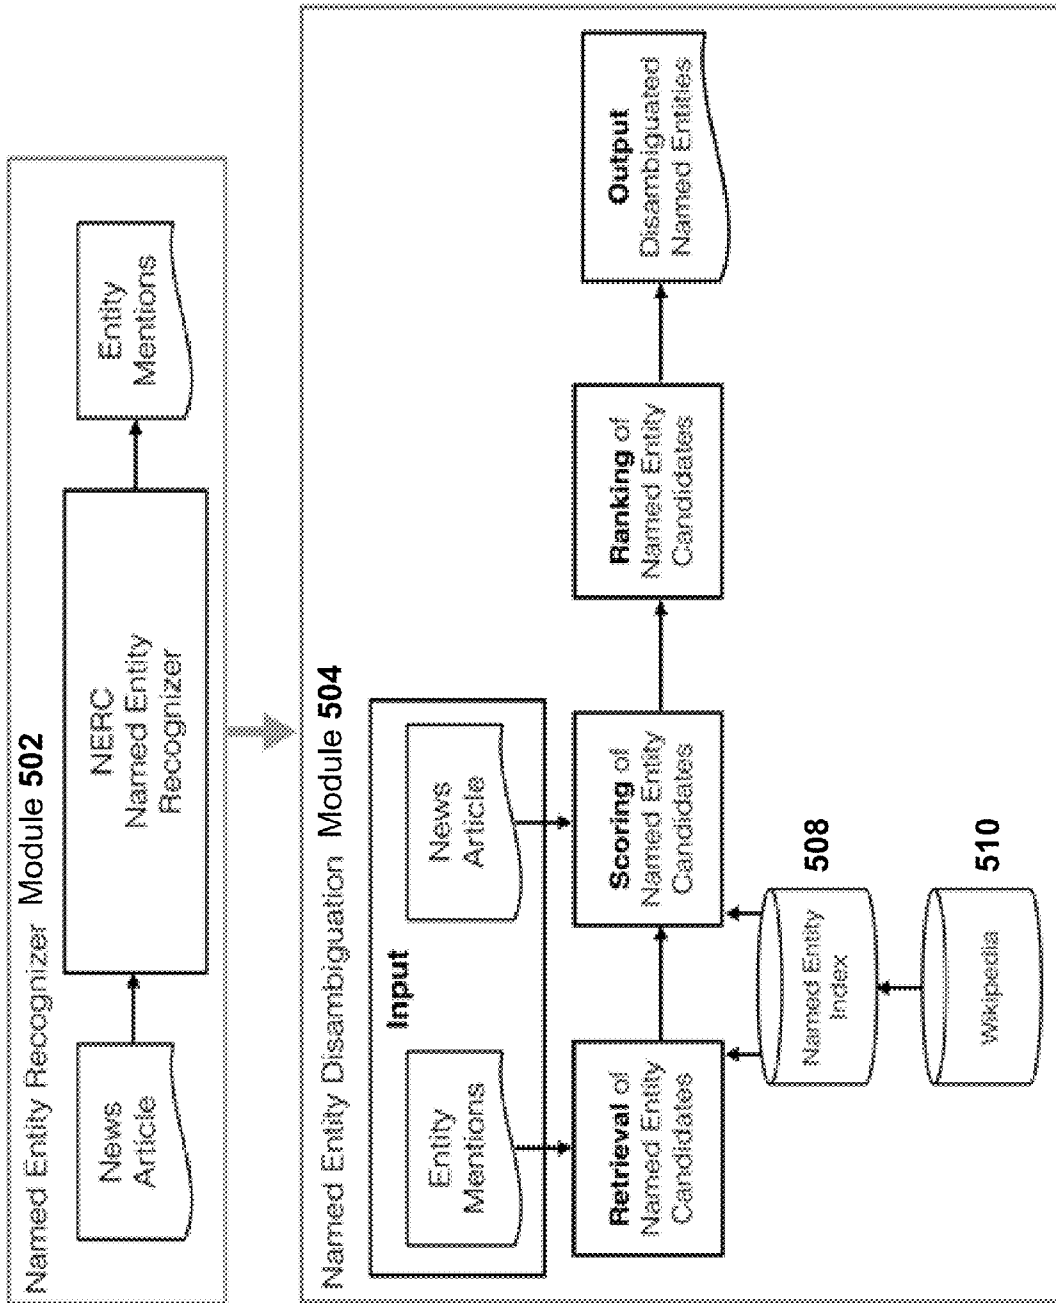 Named Entity Recognizer Module 502
News
Article
NERC
Named Entity
Recognizer
Entity
Mentions
Named Entity Disambiguation Module 504
Input
Entity
Mentions
News
Article
Retrieval of
Named Entity
Candidates
Scoring of
Named Entity
Candidates
Ranking of
Named Entity
Candidates
Output
Disambiguated
Named Entities
Named Entity
Index
508
Wikipedia
510